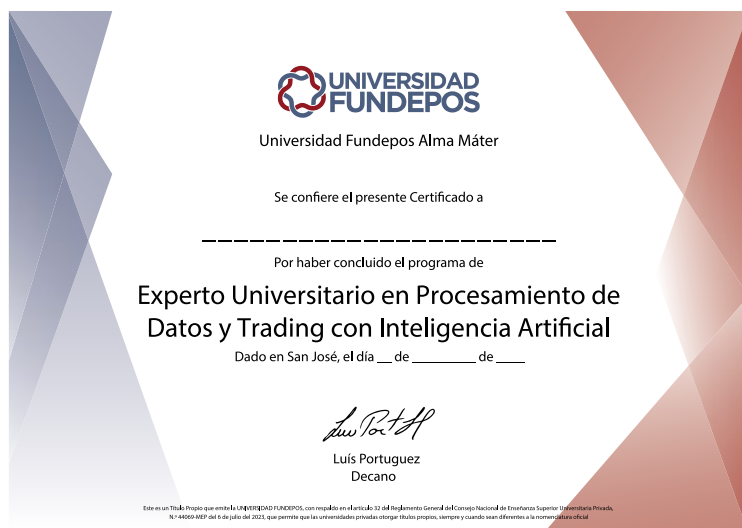 UNIVERSIDAD
FUNDEPOS
Universidad Fundepos Alma Máter
Se confiere el presente Certificado a
______________________
Por haber concluido el programa de
Experto Universitario en Procesamiento de
Datos y Trading con Inteligencia Artificial
Dado en San José, el día __ de ________ de ____
Luís Portuguez
Decano
Este es un Título Propio que emite la UNIVERSIDAD FUNDEPOS, con respaldo en el artículo 32 del Reglamento General del Consejo Nacional de Enseñanza Superior Universitaria Privada,
N.º 44069-MEP del 6 de julio del 2023, que permite que las universidades privadas otorgar títulos propios, siempre y cuando sean diferentes a la nomenclatura oficial